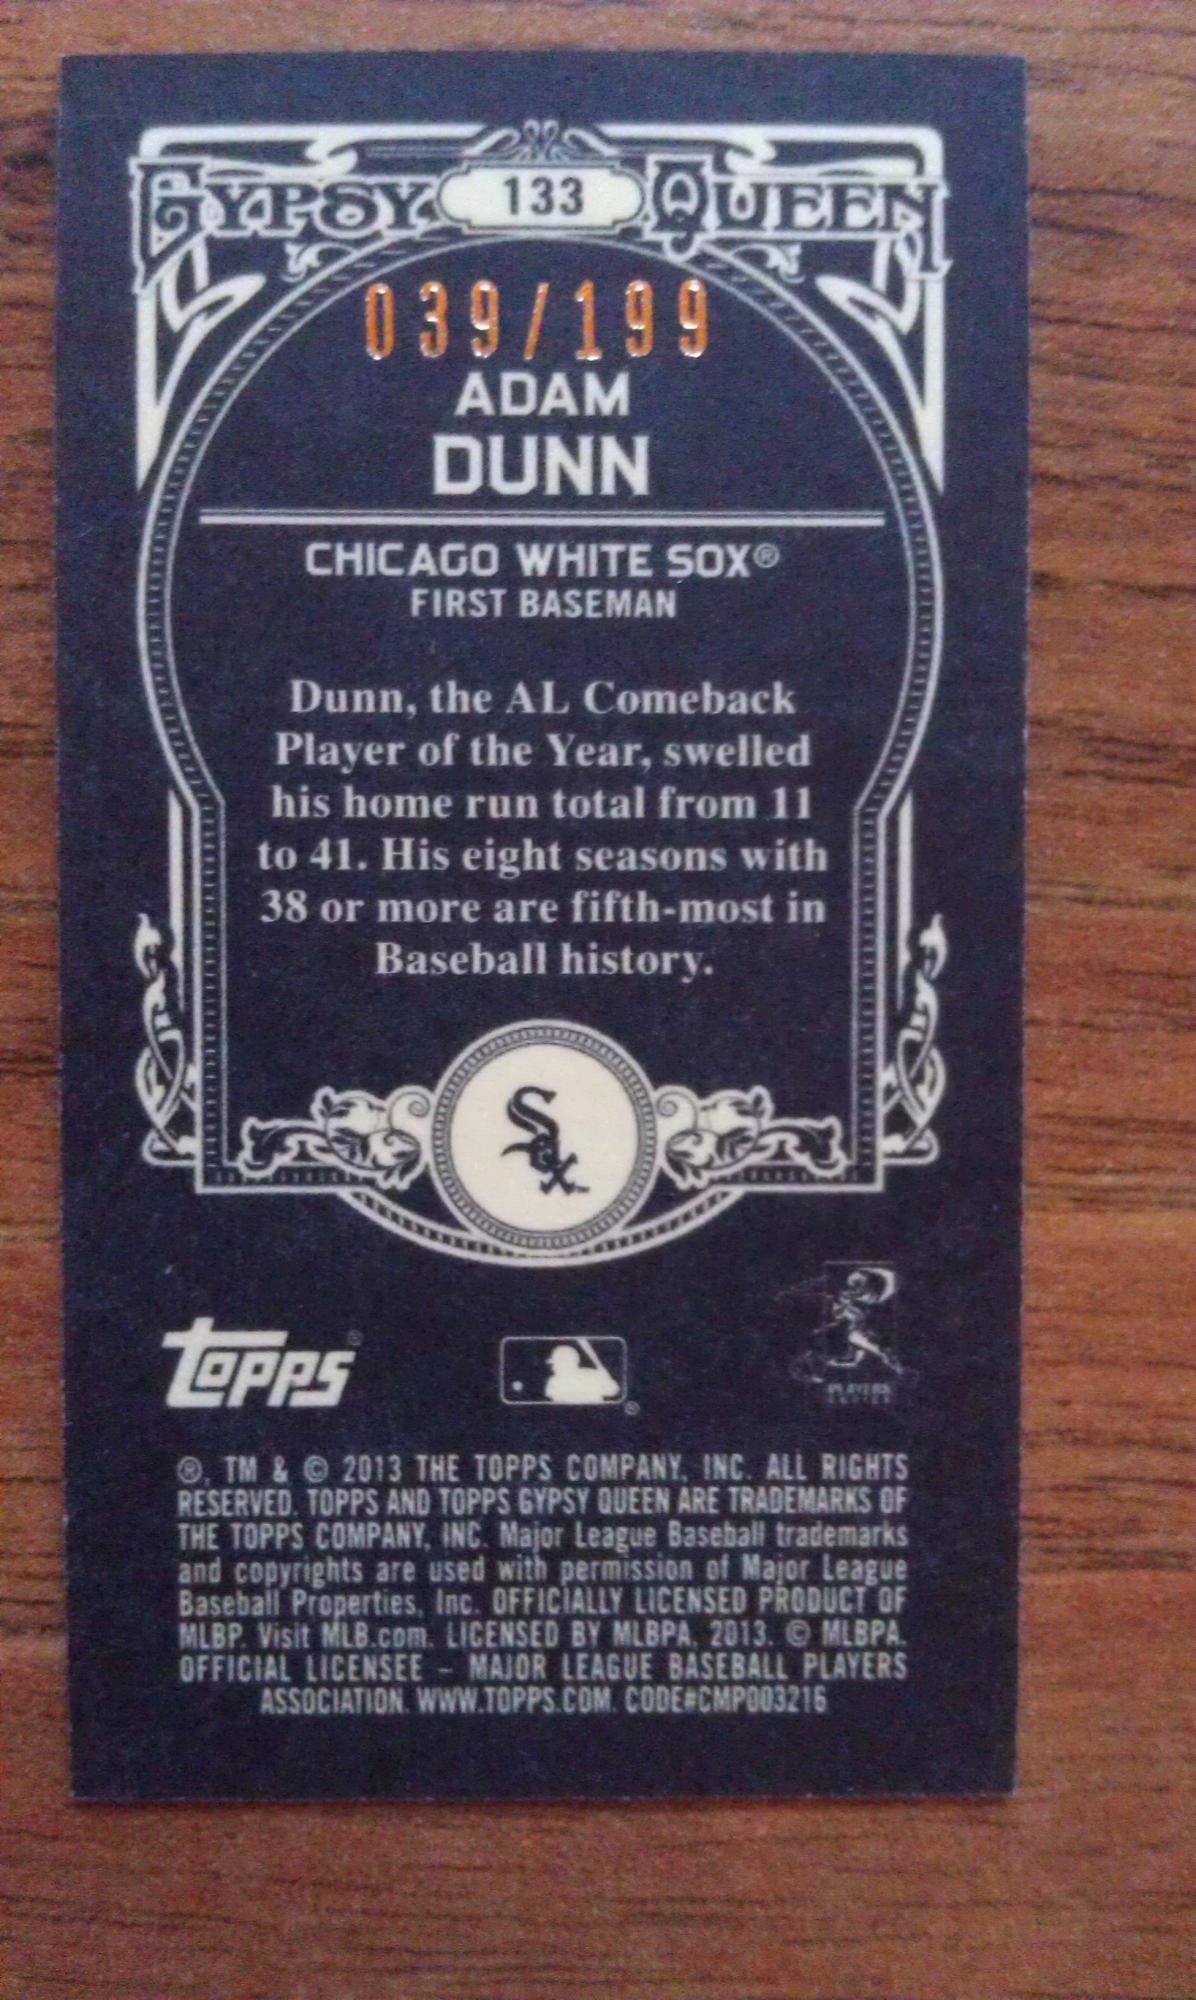 GYPSY 133 QUEEN
039/199
ADAM
DUNN
CHICAGO WHITE SOX®
FIRST BASEMAN
Dunn, the AL Comeback
Player of the Year, swelled
his home run total from 11
to 41. His eight seasons with
38 or more are fifth-most in
Baseball history.
Sox
Topps®
PLAYERS
®, TM & © 2013 THE TOPPS COMPANY, INC. ALL RIGHTS
RESERVED. TOPPS AND TOPPS GYPSY QUEEN ARE TRADEMARKS OF
THE TOPPS COMPANY, INC. Major League Baseball trademarks
and copyrights are used with permission of Major League
Baseball Properties, Inc. OFFICIALLY LICENSED PRODUCT OF
MLBP. Visit MLB.com. LICENSED BY MLBPA, 2013. © MLBPA.
OFFICIAL LICENSEE – MAJOR LEAGUE BASEBALL PLAYERS
ASSOCIATION. WWW.TOPPS.COM. CODE#CMP003216